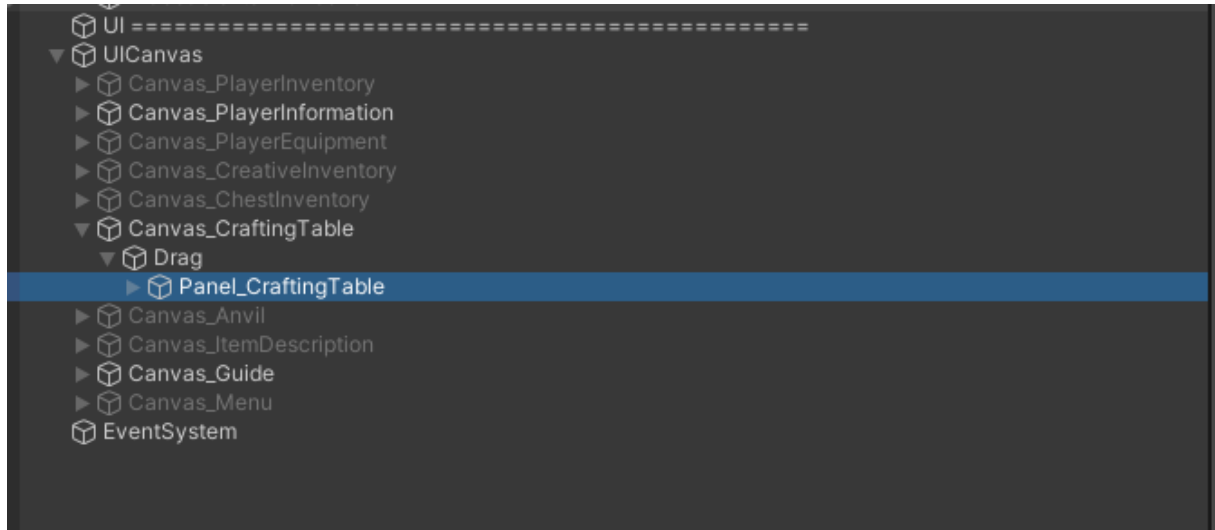 UI ================================================
UICanvas
Canvas_PlayerInventory
Canvas_PlayerInformation
Canvas_PlayerEquipment
Canvas_CreativeInventory
Canvas_ChestInventory
Canvas_CraftingTable
Drag
Panel_CraftingTable
Canvas_Anvil
Canvas_ItemDescription
Canvas_Guide
Canvas_Menu
EventSystem